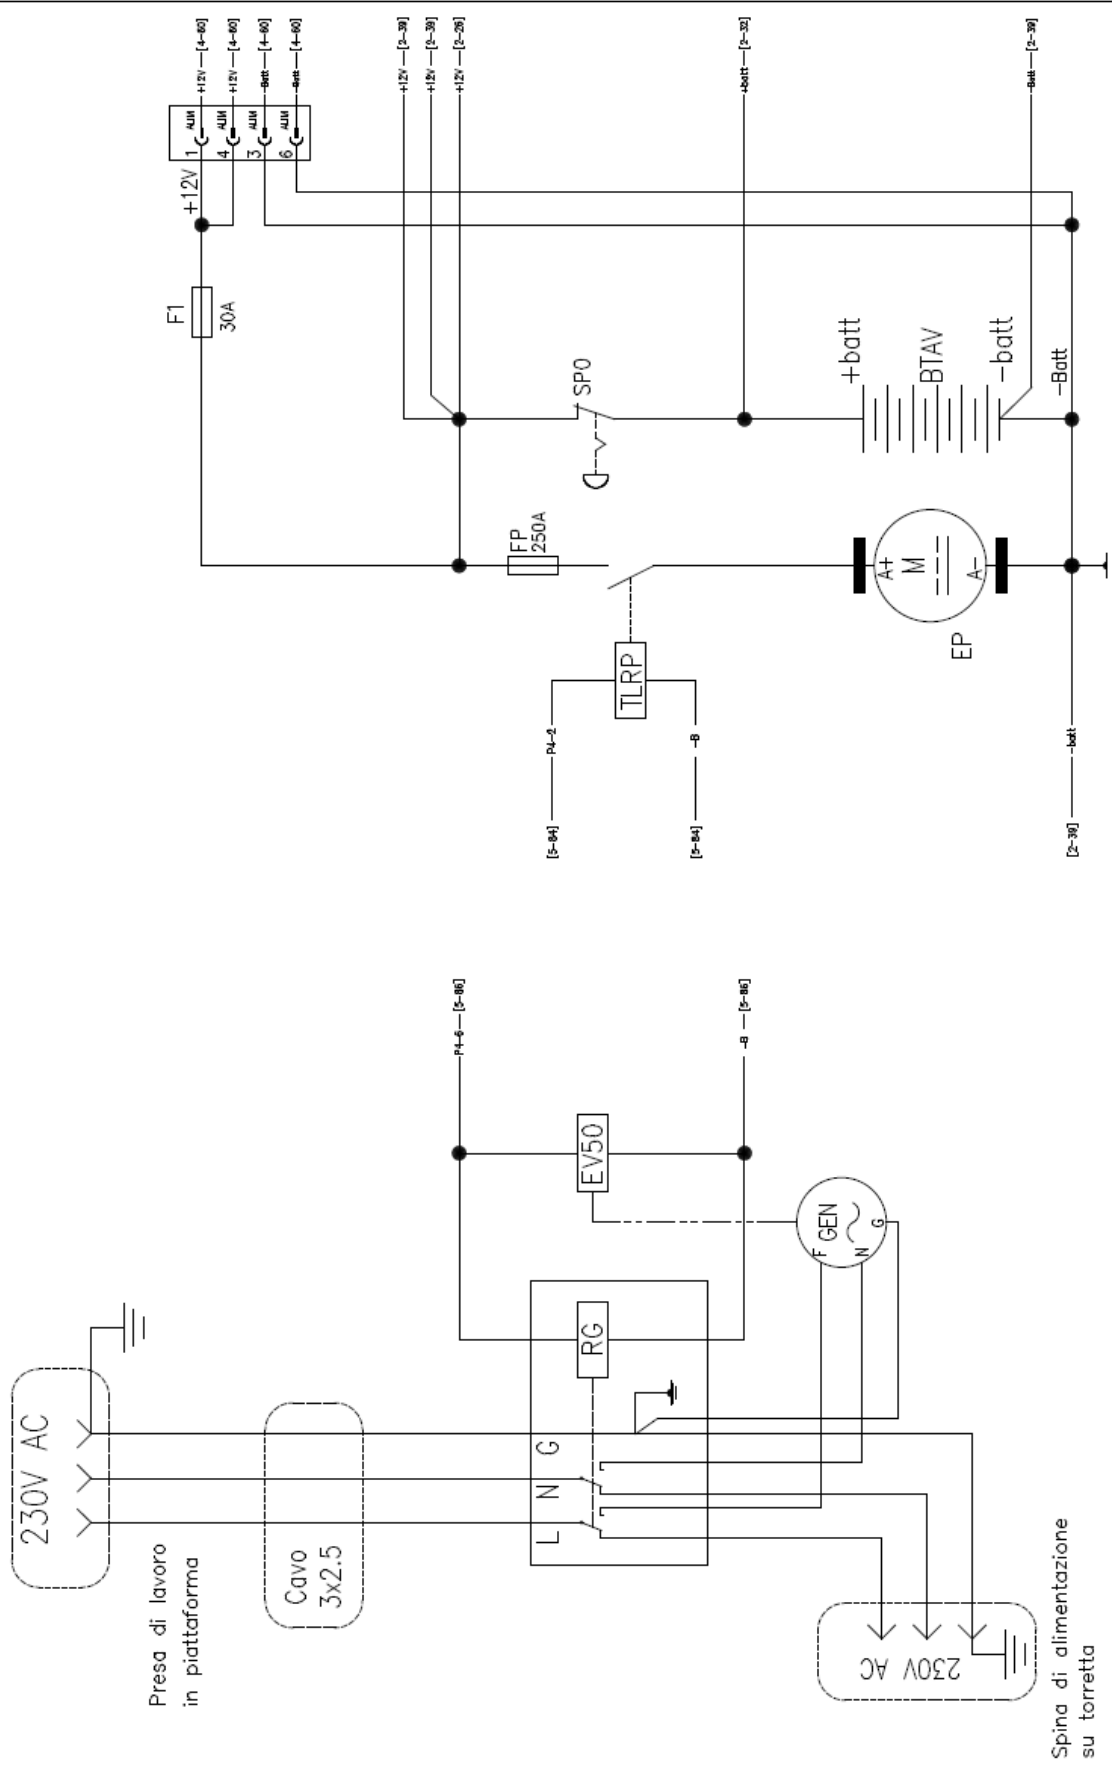 230V AC
Presa di lavoro
in piattaforma
Cavo
3x2.5
L N G
RG
EV50
P4-6 [5-86]
-B [5-86]
F GEN
N G
230V AC
Spina di alimentazione
su torretta
[5-84] P4-2
[5-84] -B
TLRP
[2-39] -batt
EP
A+
M
A-
FP
250A
SP0
+batt
BTAV
-batt
-Batt
F1
30A
+12V
1 ALIM +12V [4-60]
4 ALIM +12V [4-60]
3 ALIM -Batt [4-60]
6 ALIM -Batt [4-60]
+12V [2-39]
+12V [2-39]
+12V [2-26]
+batt [2-32]
-Batt [2-39]